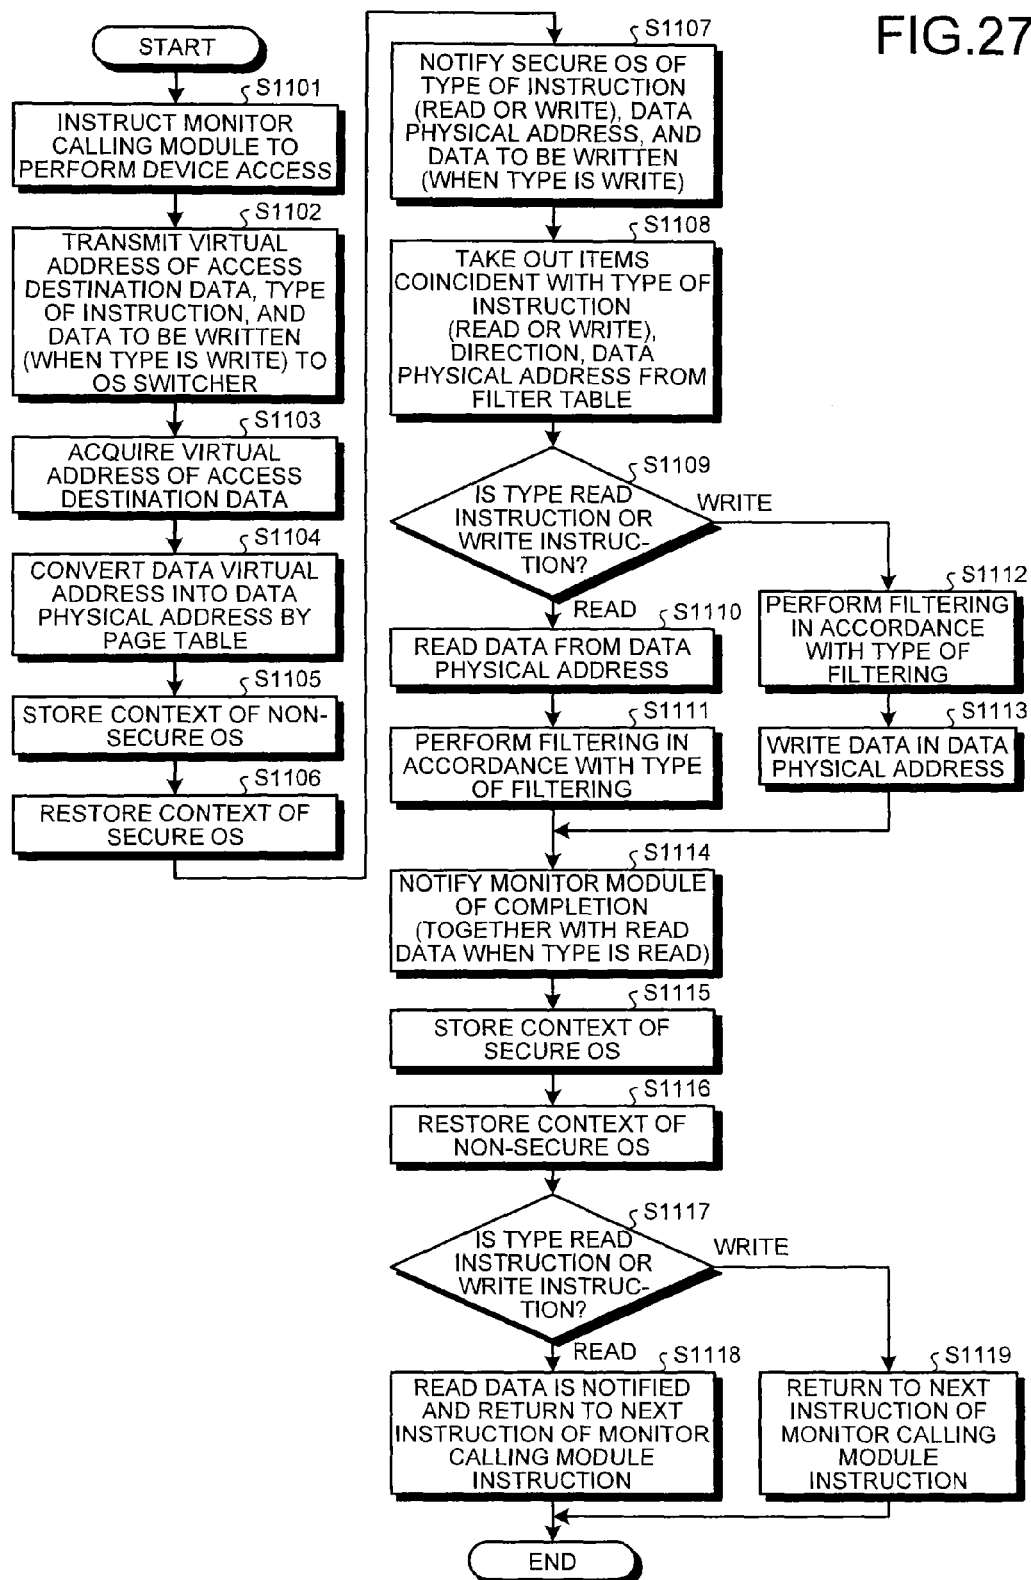 FIG.27
START
S1101
INSTRUCT MONITOR
CALLING MODULE TO
PERFORM DEVICE ACCESS
S1102
TRANSMIT VIRTUAL
ADDRESS OF ACCESS
DESTINATION DATA, TYPE
OF INSTRUCTION, AND
DATA TO BE WRITTEN
(WHEN TYPE IS WRITE) TO
OS SWITCHER
S1103
ACQUIRE VIRTUAL
ADDRESS OF ACCESS
DESTINATION DATA
S1104
CONVERT DATA VIRTUAL
ADDRESS INTO DATA
PHYSICAL ADDRESS BY
PAGE TABLE
S1105
STORE CONTEXT OF NON-
SECURE OS
S1106
RESTORE CONTEXT OF
SECURE OS
S1107
NOTIFY SECURE OS OF
TYPE OF INSTRUCTION
(READ OR WRITE), DATA
PHYSICAL ADDRESS, AND
DATA TO BE WRITTEN
(WHEN TYPE IS WRITE)
S1108
TAKE OUT ITEMS
COINCIDENT WITH TYPE OF
INSTRUCTION
(READ OR WRITE),
DIRECTION, DATA
PHYSICAL ADDRESS FROM
FILTER TABLE
S1109
IS TYPE READ
INSTRUCTION OR
WRITE INSTRUC-
TION?
WRITE
READ
S1110
READ DATA FROM DATA
PHYSICAL ADDRESS
S1111
PERFORM FILTERING IN
ACCORDANCE WITH TYPE
OF FILTERING
S1112
PERFORM FILTERING
IN ACCORDANCE
WITH TYPE OF
FILTERING
S1113
WRITE DATA IN DATA
PHYSICAL ADDRESS
S1114
NOTIFY MONITOR MODULE
OF COMPLETION
(TOGETHER WITH READ
DATA WHEN TYPE IS READ)
S1115
STORE CONTEXT OF
SECURE OS
S1116
RESTORE CONTEXT OF
NON-SECURE OS
S1117
IS TYPE READ
INSTRUCTION OR
WRITE INSTRUC-
TION?
WRITE
READ
S1118
READ DATA IS NOTIFIED
AND RETURN TO NEXT
INSTRUCTION OF MONITOR
CALLING MODULE
INSTRUCTION
S1119
RETURN TO NEXT
INSTRUCTION OF
MONITOR CALLING
MODULE
INSTRUCTION
END